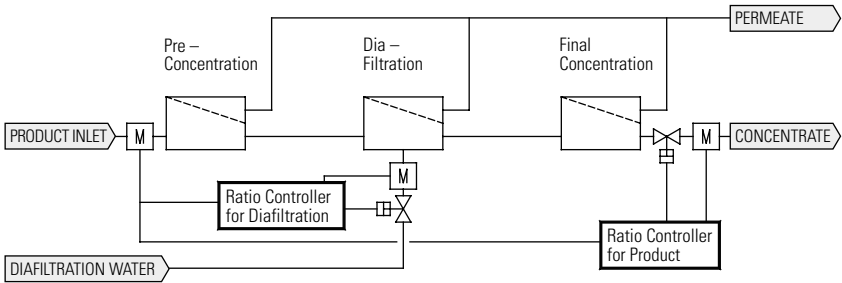 PERMEATE
Pre –
Concentration
Dia –
Filtration
Final
Concentration
PRODUCT INLET
M
M
CONCENTRATE
M
Ratio Controller
for Diafiltration
Ratio Controller
for Product
DIAFILTRATION WATER